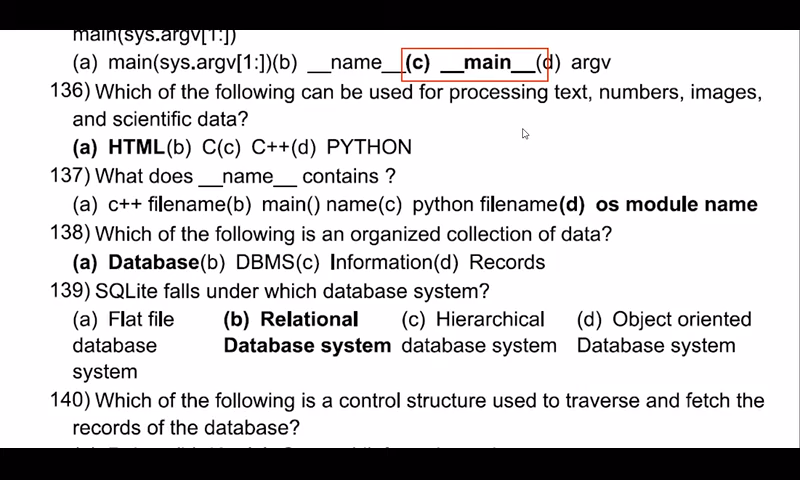 main(sys.argv[1:])
(a) main(sys.argv[1:])(b) __name__(c) __main__(d) argv
136) Which of the following can be used for processing text, numbers, images,
and scientific data?
(a) HTML(b) C(c) C++(d) PYTHON
137) What does __name__ contains ?
(a) c++ filename(b) main() name(c) python filename(d) os module name
138) Which of the following is an organized collection of data?
(a) Database(b) DBMS(c) Information(d) Records
139) SQLite falls under which database system?
(a) Flat file (b) Relational (c) Hierarchical (d) Object oriented
database Database system database system Database system
system
140) Which of the following is a control structure used to traverse and fetch the
records of the database?